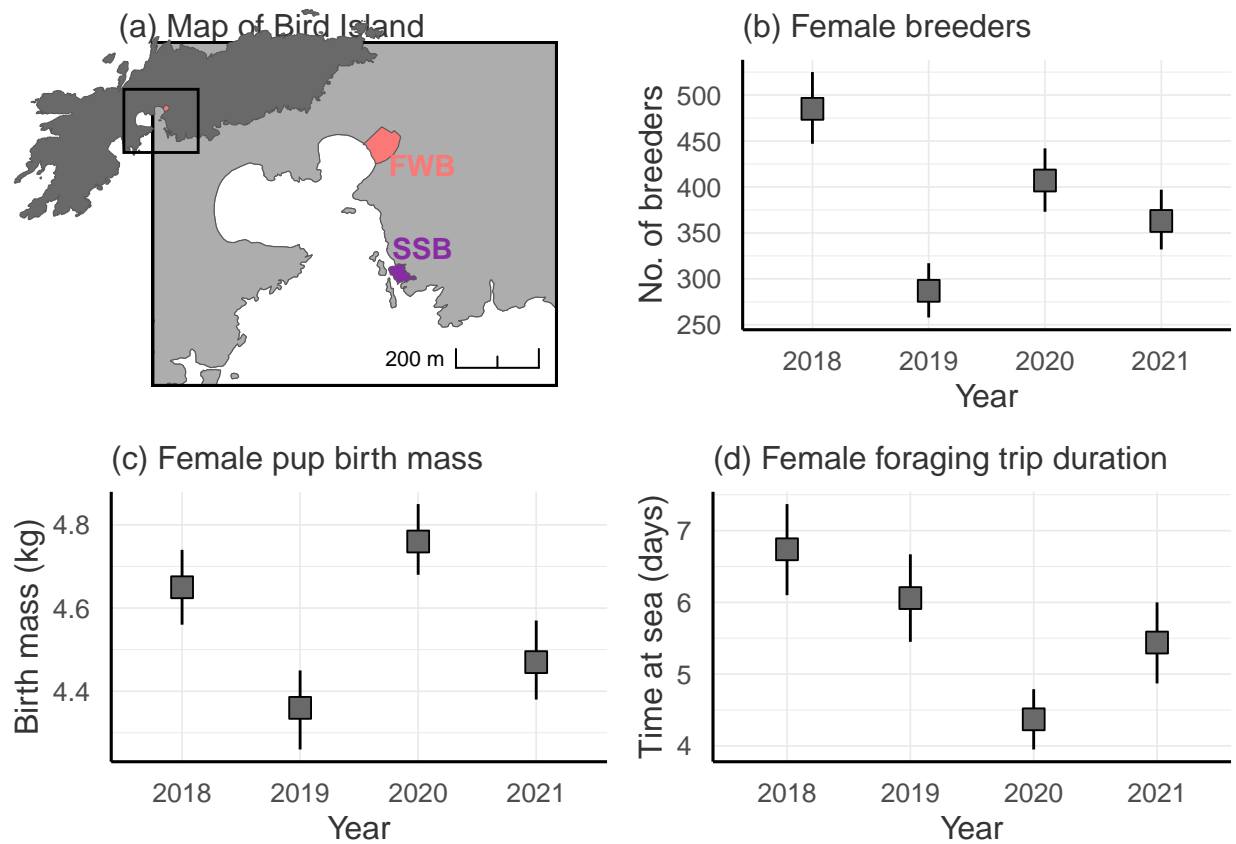 (a) Map of Bird Island
FWB
SSB
200 m
(b) Female breeders
No. of breeders
500
450
400
350
300
250
2018 2019 2020 2021
Year
(c) Female pup birth mass
Birth mass (kg)
4.8
4.6
4.4
2018 2019 2020 2021
Year
(d) Female foraging trip duration
Time at sea (days)
7
6
5
4
2018 2019 2020 2021
Year